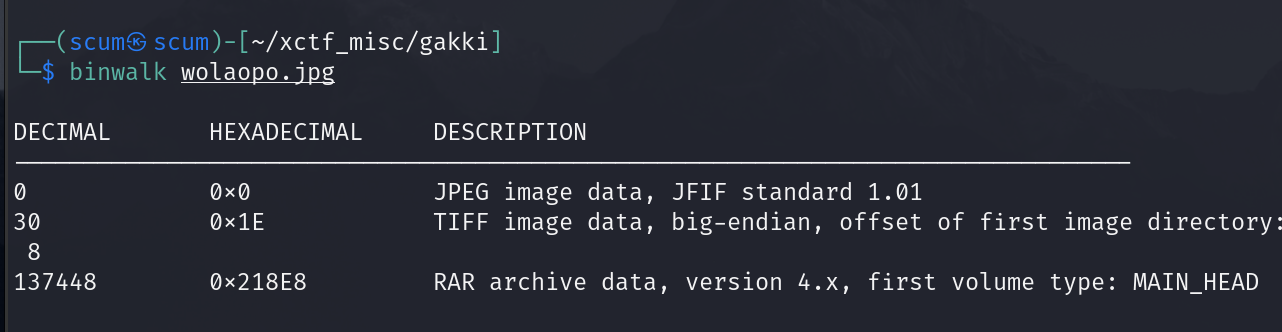 ┌──(scum㉿scum)-[~/xctf_misc/gakki]
└─$ binwalk wolaopo.jpg
DECIMAL       HEXADECIMAL     DESCRIPTION
--------------------------------------------------------------------------------
0             0×0             JPEG image data, JFIF standard 1.01
30            0×1E            TIFF image data, big-endian, offset of first image directory:
 8
137448        0×218E8         RAR archive data, version 4.x, first volume type: MAIN_HEAD